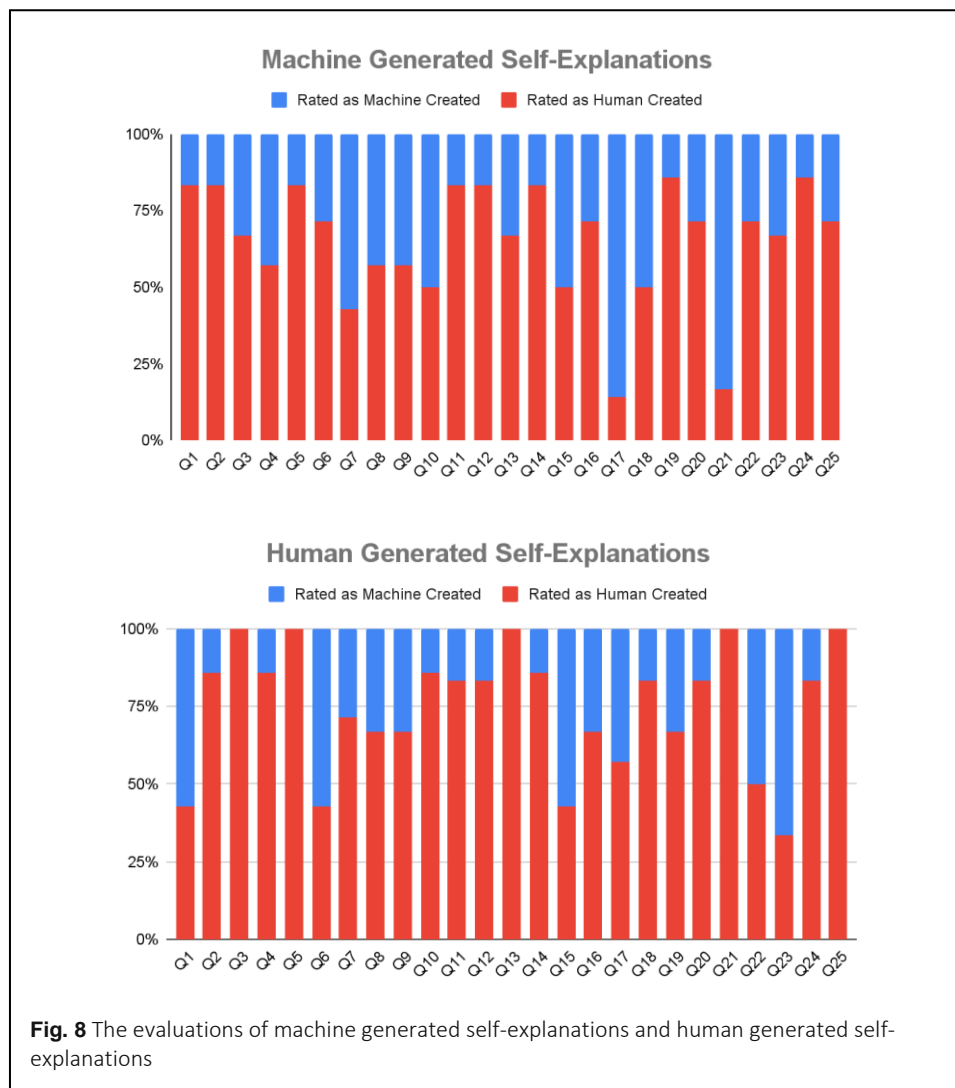 Machine Generated Self-Explanations
Rated as Machine Created Rated as Human Created
100%
75%
50%
25%
0%
Q1 Q2 Q3 Q4 Q5 Q6 Q7 Q8 Q9 Q10 Q11 Q12 Q13 Q14 Q15 Q16 Q17 Q18 Q19 Q20 Q21 Q22 Q23 Q24 Q25
Human Generated Self-Explanations
Rated as Machine Created Rated as Human Created
100%
75%
50%
25%
0%
Q1 Q2 Q3 Q4 Q5 Q6 Q7 Q8 Q9 Q10 Q11 Q12 Q13 Q14 Q15 Q16 Q17 Q18 Q19 Q20 Q21 Q22 Q23 Q24 Q25
Fig. 8 The evaluations of machine generated self-explanations and human generated self-
explanations